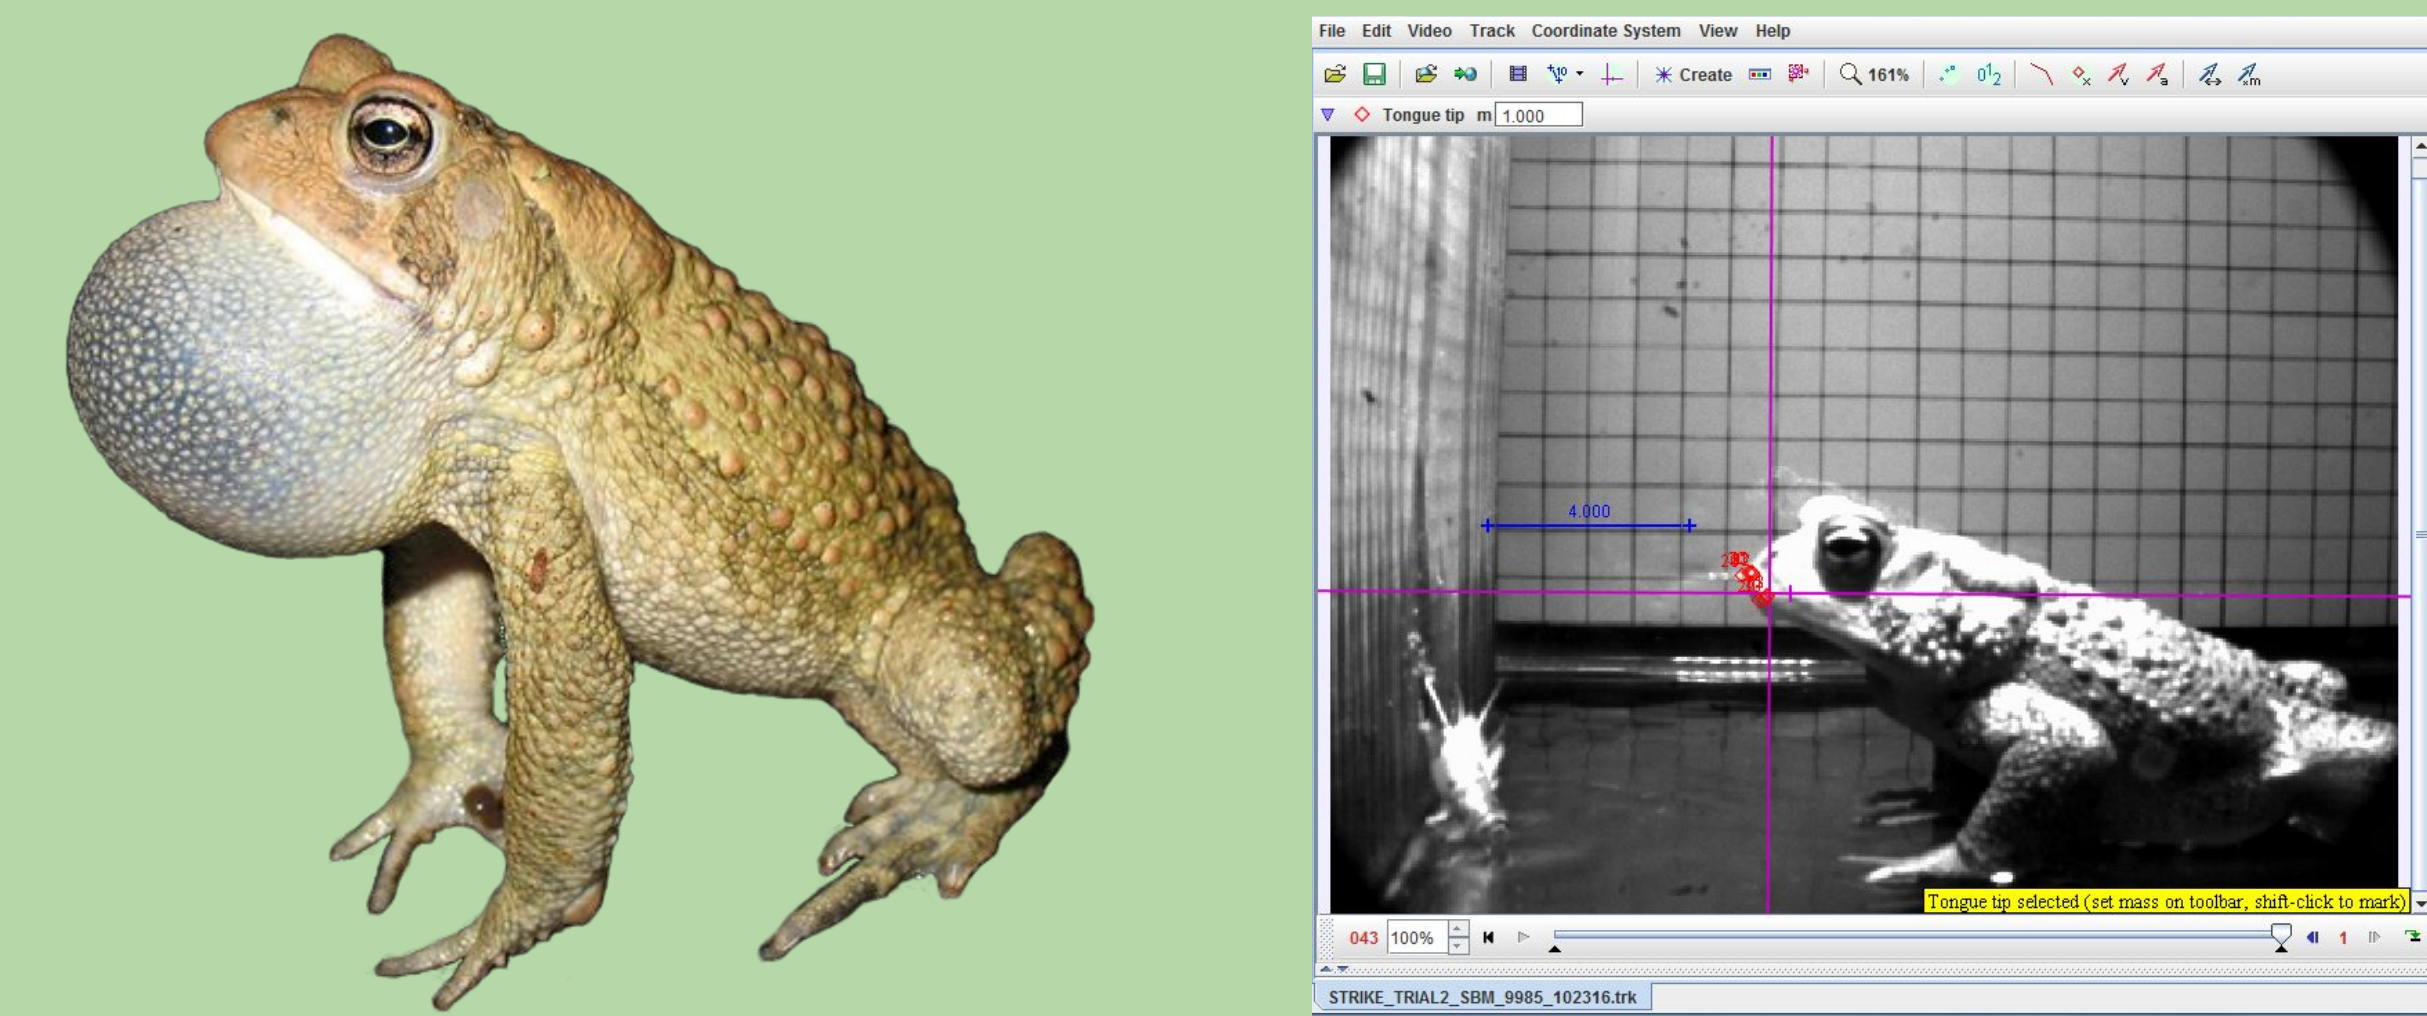 File Edit Video Track Coordinate System View Help
Create 161%
Tongue tip m 1.000
4.000
Tongue tip selected (set mass on toolbar, shift-click to mark)
043 100% 1
STRIKE_TRIAL2_SBM_9985_102316.trk